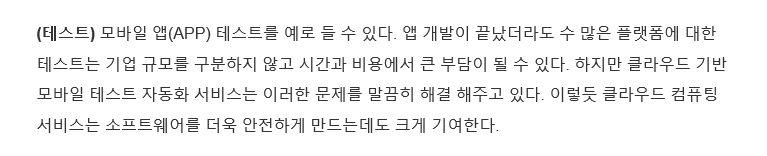 (테스트) 모바일 앱(APP) 테스트를 예로 들 수 있다. 앱 개발이 끝났더라도 수 많은 플랫폼에 대한
테스트는 기업 규모를 구분하지 않고 시간과 비용에서 큰 부담이 될 수 있다. 하지만 클라우드 기반
모바일 테스트 자동화 서비스는 이러한 문제를 말끔히 해결 해주고 있다. 이렇듯 클라우드 컴퓨팅
서비스는 소프트웨어를 더욱 안전하게 만드는데도 크게 기여한다.